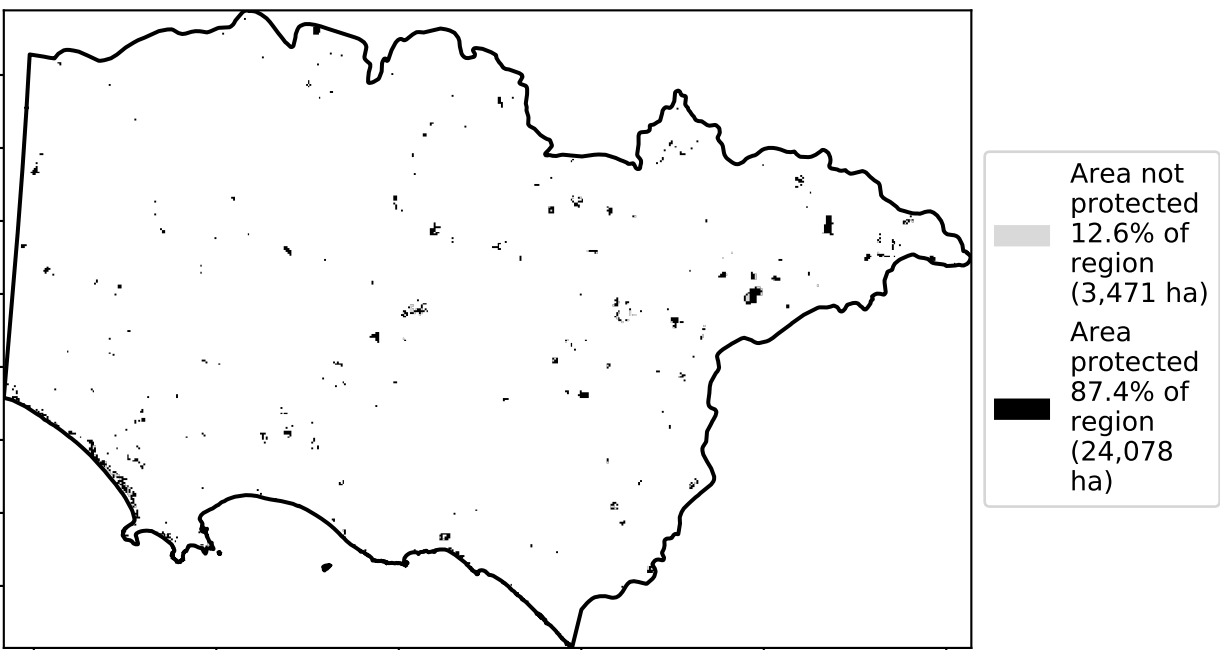 Area not
protected
12.6% of
region
(3,471 ha)
Area
protected
87.4% of
region
(24,078
ha)